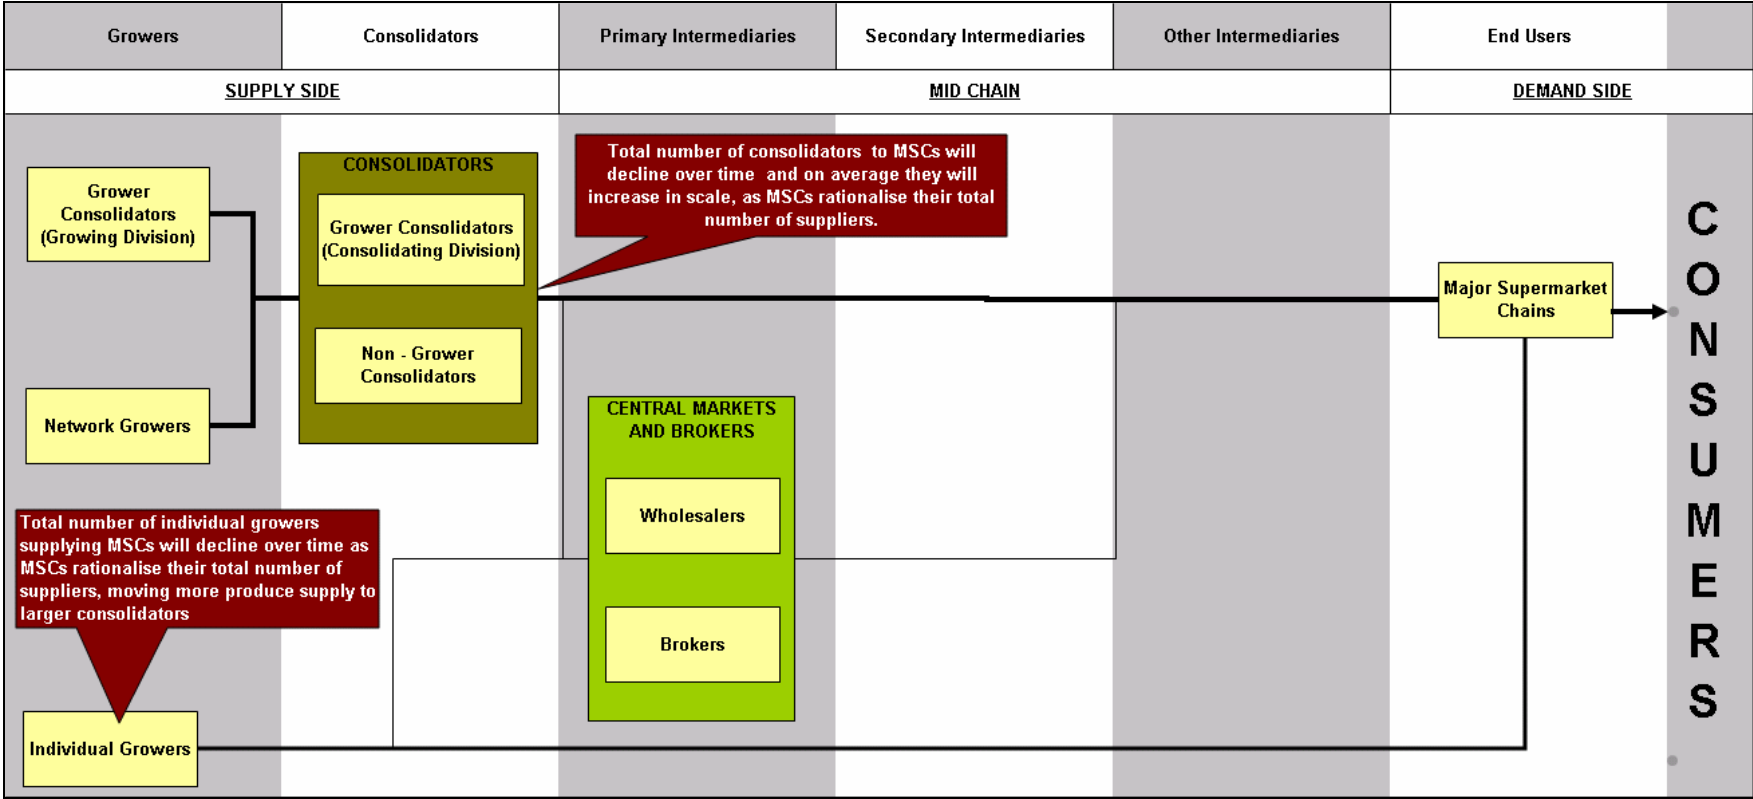 Growers
Consolidators
Primary Intermediaries
Secondary Intermediaries
Other Intermediaries
End Users
SUPPLY SIDE
MID CHAIN
DEMAND SIDE
Grower
Consolidators
(Growing Division)
Network Growers
CONSOLIDATORS
Grower Consolidators
(Consolidating Division)
Non - Grower
Consolidators
Total number of consolidators to MSCs will
decline over time and on average they will
increase in scale, as MSCs rationalise their total
number of suppliers.
CENTRAL MARKETS
AND BROKERS
Wholesalers
Brokers
Major Supermarket
Chains
Total number of individual growers
supplying MSCs will decline over time as
MSCs rationalise their total number of
suppliers, moving more produce supply to
larger consolidators
Individual Growers
CONSUMERS